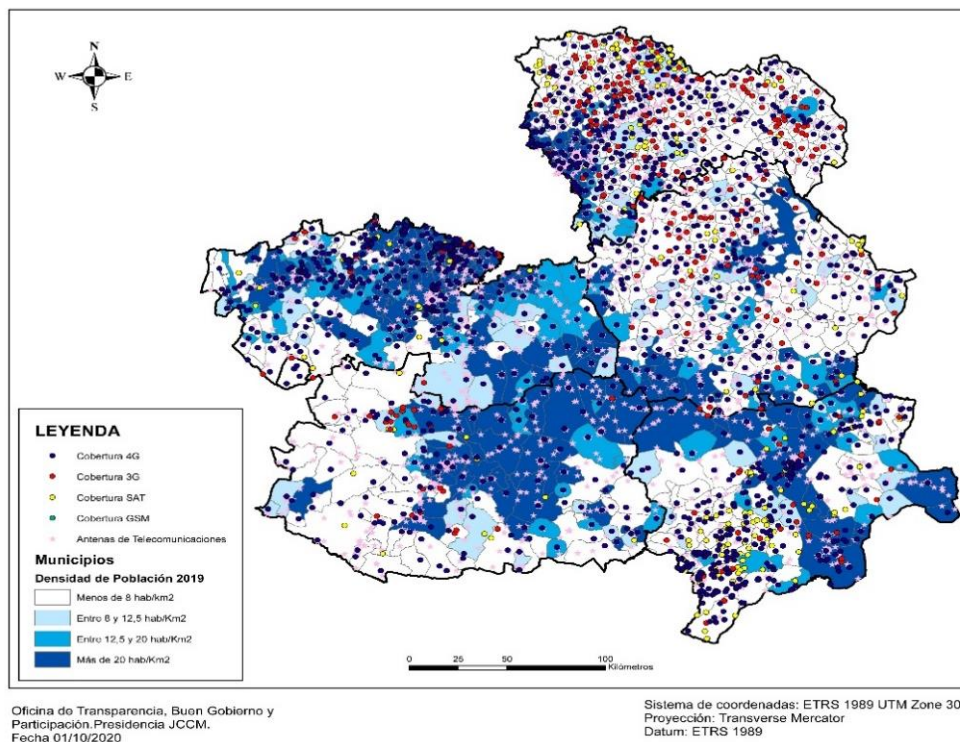 N
W E
S
LEYENDA
Cobertura 4G
Cobertura 3G
Cobertura SAT
Cobertura GSM
Antenas de Telecomunicaciones
Municipios
Densidad de Población 2019
Menos de 8 hab/km2
Entre 8 y 12,5 hab/Km2
Entre 12,5 y 20 hab/Km2
Más de 20 hab/Km2
0 25 50 100
Kilómetros
Oficina de Transparencia, Buen Gobierno y
Participación.Presidencia JCCM.
Fecha 01/10/2020
Sistema de coordenadas: ETRS 1989 UTM Zone 30
Proyección: Transverse Mercator
Datum: ETRS 1989